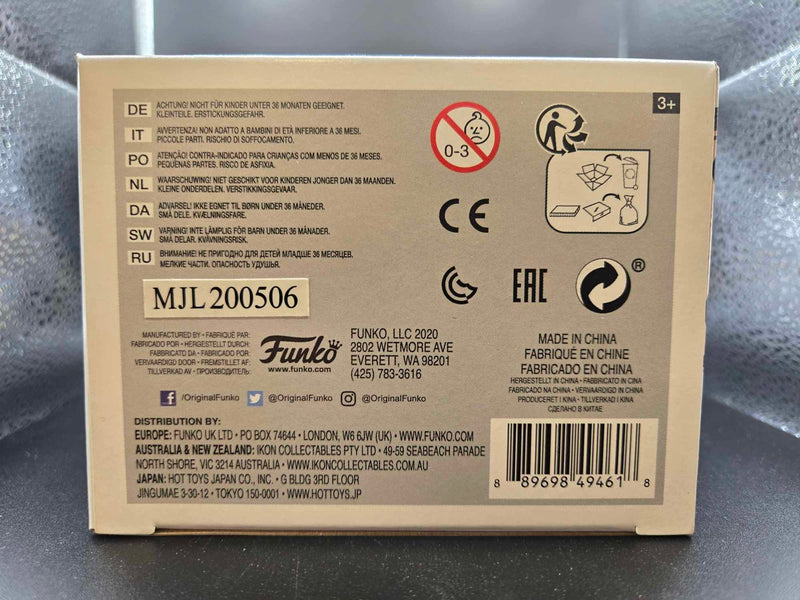 DE ACHTUNG! NICHT FÜR KINDER UNTER 36 MONATEN GEEIGNET.
KLEINTEILE. ERSTICKUNGSGEFAHR.
IT AVVERTENZA! NON ADATTO A BAMBINI DI ETÀ INFERIORE A 36 MESI.
PICCOLE PARTI. RISCHIO DI SOFFOCAMENTO.
PO ATENÇÃO! CONTRA-INDICADO PARA CRIANÇAS COM MENOS DE 36 MESES.
PEQUENAS PARTES. RISCO DE ASFIXIA.
NL WAARSCHUWING! NIET GESCHIKT VOOR KINDEREN JONGER DAN 36 MAANDEN.
KLEINE ONDERDELEN. VERSTIKKINGSGEVAAR.
DA ADVARSEL! IKKE EGNET TIL BØRN UNDER 36 MÅNEDER.
SMÅ DELE. KVÆLNINGSFARE.
SW VARNING! INTE LÄMPLIG FÖR BARN UNDER 36 MÅNADER.
SMÅ DELAR. KVÄVNINGSRISK.
RU ВНИМАНИЕ! НЕ ПРИГОДНО ДЛЯ ДЕТЕЙ МЛАДШЕ 36 МЕСЯЦЕВ.
МЕЛКИЕ ЧАСТИ. ОПАСНОСТЬ УДУШЬЯ.
0-3
3+
CE
EAC
®
MJL 200506
MANUFACTURED BY • FABRIQUÉ PAR:
FABRICADO POR • HERGESTELLT DURCH:
FABBRICATO DA • FABRICADO POR:
VERVAARDIGD DOOR • FREMSTILLET AF:
TILLVERKAD AV • ПРОИЗВОДИТЕЛЬ:
Funko
www.funko.com
FUNKO, LLC 2020
2802 WETMORE AVE
EVERETT, WA 98201
(425) 783-3616
MADE IN CHINA
FABRIQUÉ EN CHINE
FABRICADO EN CHINA
HERGESTELLT IN CHINA • FABBRICATO IN CINA
FABRICADO NA CHINA • VERVAARDIGD IN CHINA
PRODUCERET I KINA • TILLVERKAD I KINA
СДЕЛАНО В КИТАЕ
/OriginalFunko @OriginalFunko @OriginalFunko
DISTRIBUTION BY:
EUROPE: FUNKO UK LTD • PO BOX 74644 • LONDON, W6 6JW (UK) • WWW.FUNKO.COM
AUSTRALIA & NEW ZEALAND: IKON COLLECTABLES PTY LTD • 49-59 SEABEACH PARADE
NORTH SHORE, VIC 3214 AUSTRALIA • WWW.IKONCOLLECTABLES.COM.AU
JAPAN: HOT TOYS JAPAN CO., INC. • G BLDG 3RD FLOOR
JINGUMAE 3-30-12 • TOKYO 150-0001 • WWW.HOTTOYS.JP
8 89698 49461 8